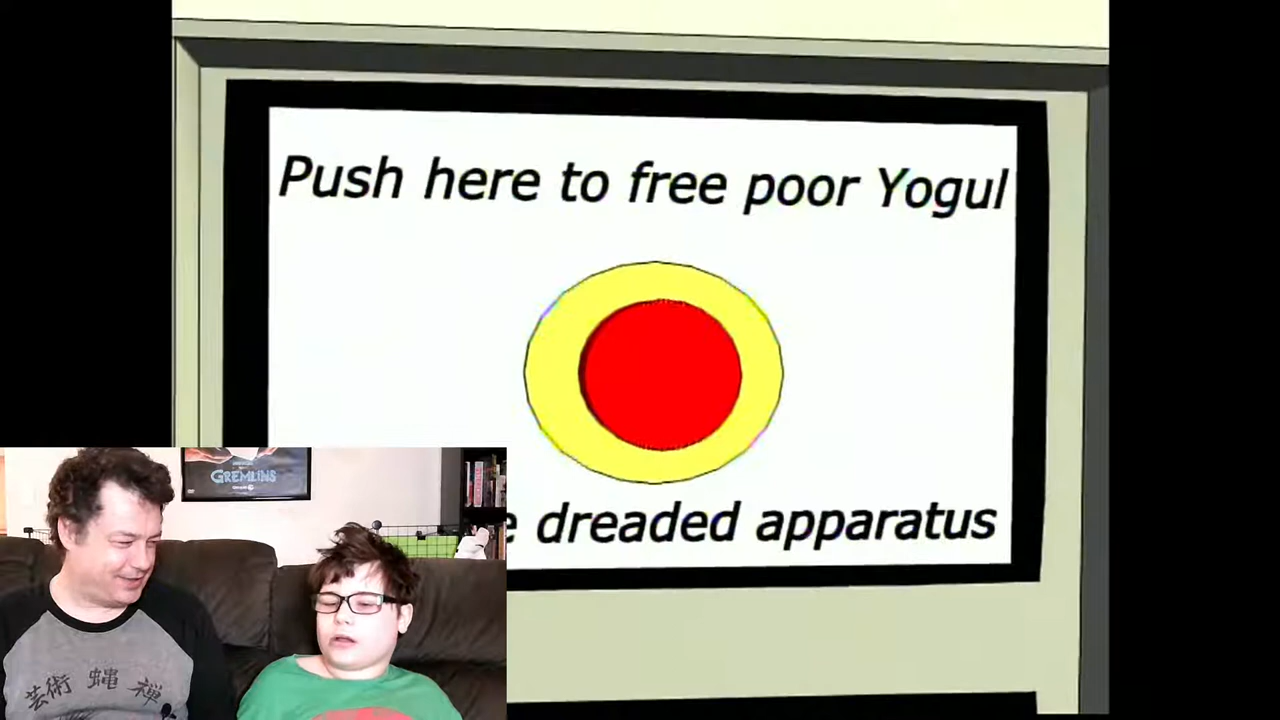 Push here to free poor Yogul
dreaded apparatus
GREMLINS
芸術 蠅 禅